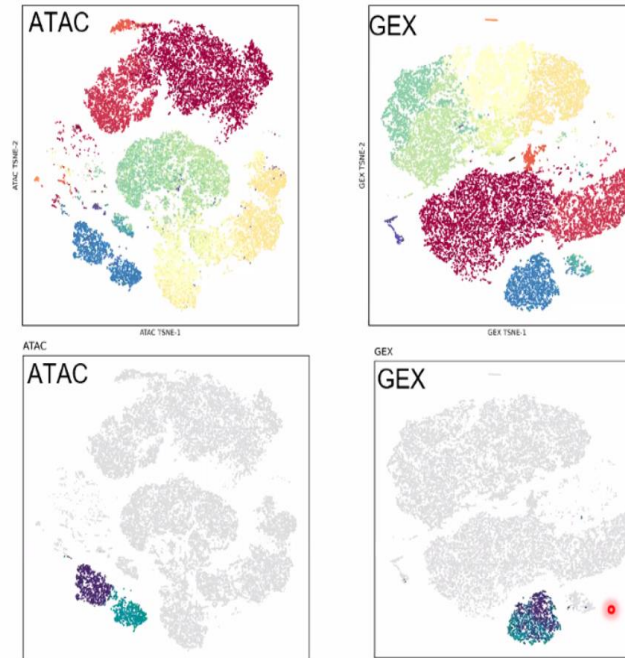 ATAC
GEX
ATAC TSNE-2
GEX TSNE-2
ATAC TSNE-1
GEX TSNE-1
ATAC
GEX
ATAC
GEX